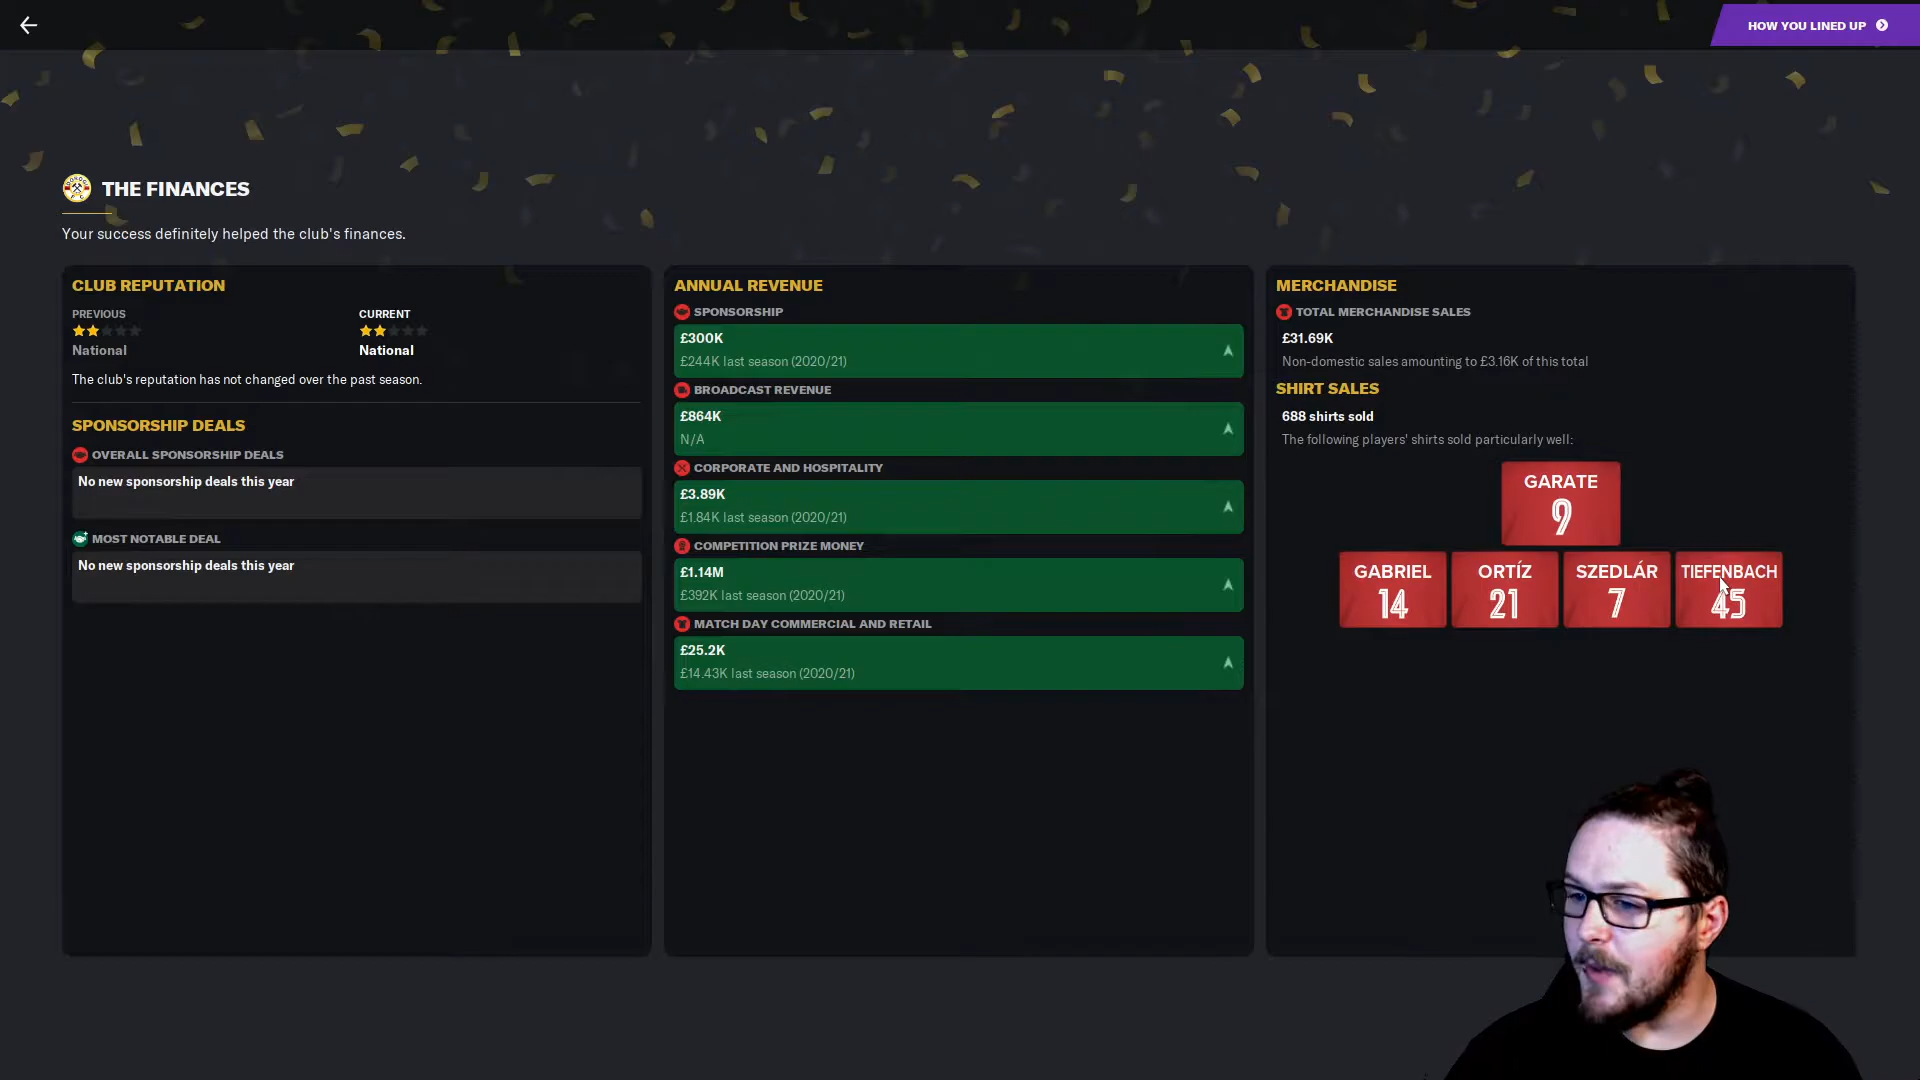 HOW YOU LINED UP
THE FINANCES
Your success definitely helped the club's finances.
CLUB REPUTATION
PREVIOUS
CURRENT
National
National
The club's reputation has not changed over the past season.
SPONSORSHIP DEALS
OVERALL SPONSORSHIP DEALS
No new sponsorship deals this year
MOST NOTABLE DEAL
No new sponsorship deals this year
ANNUAL REVENUE
SPONSORSHIP
£300K
£244K last season (2020/21)
BROADCAST REVENUE
£864K
N/A
CORPORATE AND HOSPITALITY
£3.89K
£1.84K last season (2020/21)
COMPETITION PRIZE MONEY
£1.14M
£392K last season (2020/21)
MATCH DAY COMMERCIAL AND RETAIL
£25.2K
£14.43K last season (2020/21)
MERCHANDISE
TOTAL MERCHANDISE SALES
£31.69K
Non-domestic sales amounting to £3.16K of this total
SHIRT SALES
688 shirts sold
The following players' shirts sold particularly well:
GARATE
9
GABRIEL
14
ORTÍZ
21
SZEDLÁR
7
TIEFENBACH
45